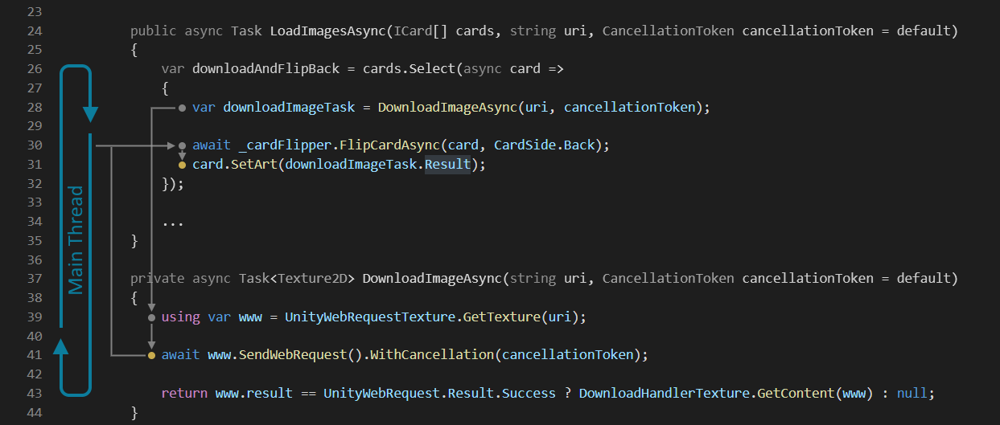 23
24 public async Task LoadImagesAsync(ICard[] cards, string uri, CancellationToken cancellationToken = default)
25 {
26 var downloadAndFlipBack = cards.Select(async card =>
27 {
28 var downloadImageTask = DownloadImageAsync(uri, cancellationToken);
29
30 await _cardFlipper.FlipCardAsync(card, CardSide.Back);
31 card.SetArt(downloadImageTask.Result);
32 });
33
34 ...
35 }
36
37 private async Task<Texture2D> DownloadImageAsync(string uri, CancellationToken cancellationToken = default)
38 {
39 using var www = UnityWebRequestTexture.GetTexture(uri);
40
41 await www.SendWebRequest().WithCancellation(cancellationToken);
42
43 return www.result == UnityWebRequest.Result.Success ? DownloadHandlerTexture.GetContent(www) : null;
44 }
Main Thread